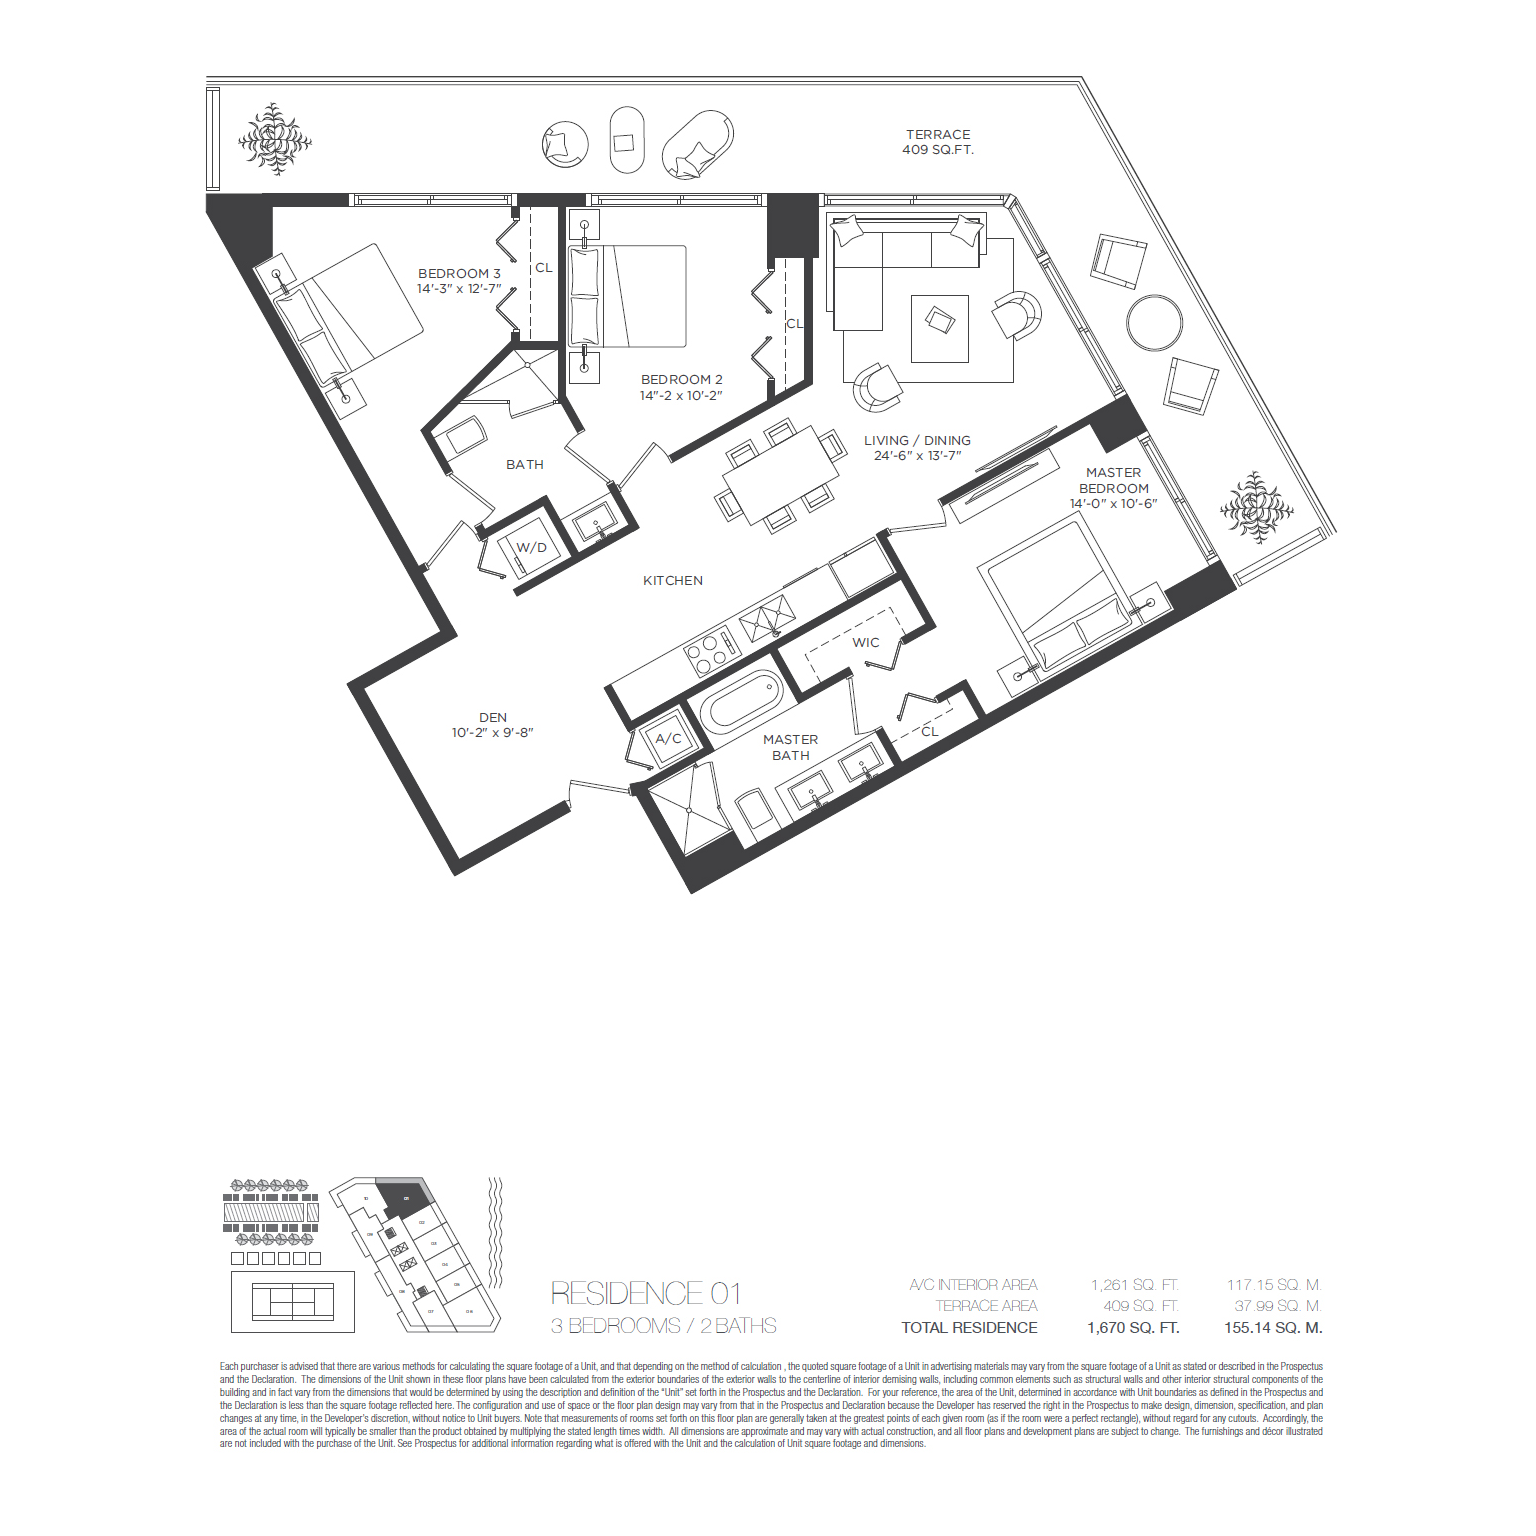 TERRACE
409 SQ.FT.
BEDROOM 3
14'-3" x 12'-7"
CL
CL
BEDROOM 2
14"-2 x 10'-2"
LIVING / DINING
24'-6" x 13'-7"
MASTER
BEDROOM
14'-0" x 10'-6"
BATH
W/D
KITCHEN
WIC
DEN
10'-2" x 9'-8"
A/C
MASTER
BATH
CL
10
01
02
09
03
04
05
08
07
06
RESIDENCE 01
3 BEDROOMS / 2 BATHS
A/C INTERIOR AREA 1,261 SQ. FT. 117.15 SQ. M.
TERRACE AREA 409 SQ. FT. 37.99 SQ. M.
TOTAL RESIDENCE 1,670 SQ. FT. 155.14 SQ. M.
Each purchaser is advised that there are various methods for calculating the square footage of a Unit, and that depending on the method of calculation , the quoted square footage of a Unit in advertising materials may vary from the square footage of a Unit as stated or described in the Prospectus
and the Declaration. The dimensions of the Unit shown in these floor plans have been calculated from the exterior boundaries of the exterior walls to the centerline of interior demising walls, including common elements such as structural walls and other interior structural components of the
building and in fact vary from the dimensions that would be determined by using the description and definition of the “Unit” set forth in the Prospectus and the Declaration. For your reference, the area of the Unit, determined in accordance with Unit boundaries as defined in the Prospectus and
the Declaration is less than the square footage reflected here. The configuration and use of space or the floor plan design may vary from that in the Prospectus and Declaration because the Developer has reserved the right in the Prospectus to make design, dimension, specification, and plan
changes at any time, in the Developer’s discretion, without notice to Unit buyers. Note that measurements of rooms set forth on this floor plan are generally taken at the greatest points of each given room (as if the room were a perfect rectangle), without regard for any cutouts. Accordingly, the
area of the actual room will typically be smaller than the product obtained by multiplying the stated length times width. All dimensions are approximate and may vary with actual construction, and all floor plans and development plans are subject to change. The furnishings and décor illustrated
are not included with the purchase of the Unit. See Prospectus for additional information regarding what is offered with the Unit and the calculation of Unit square footage and dimensions.